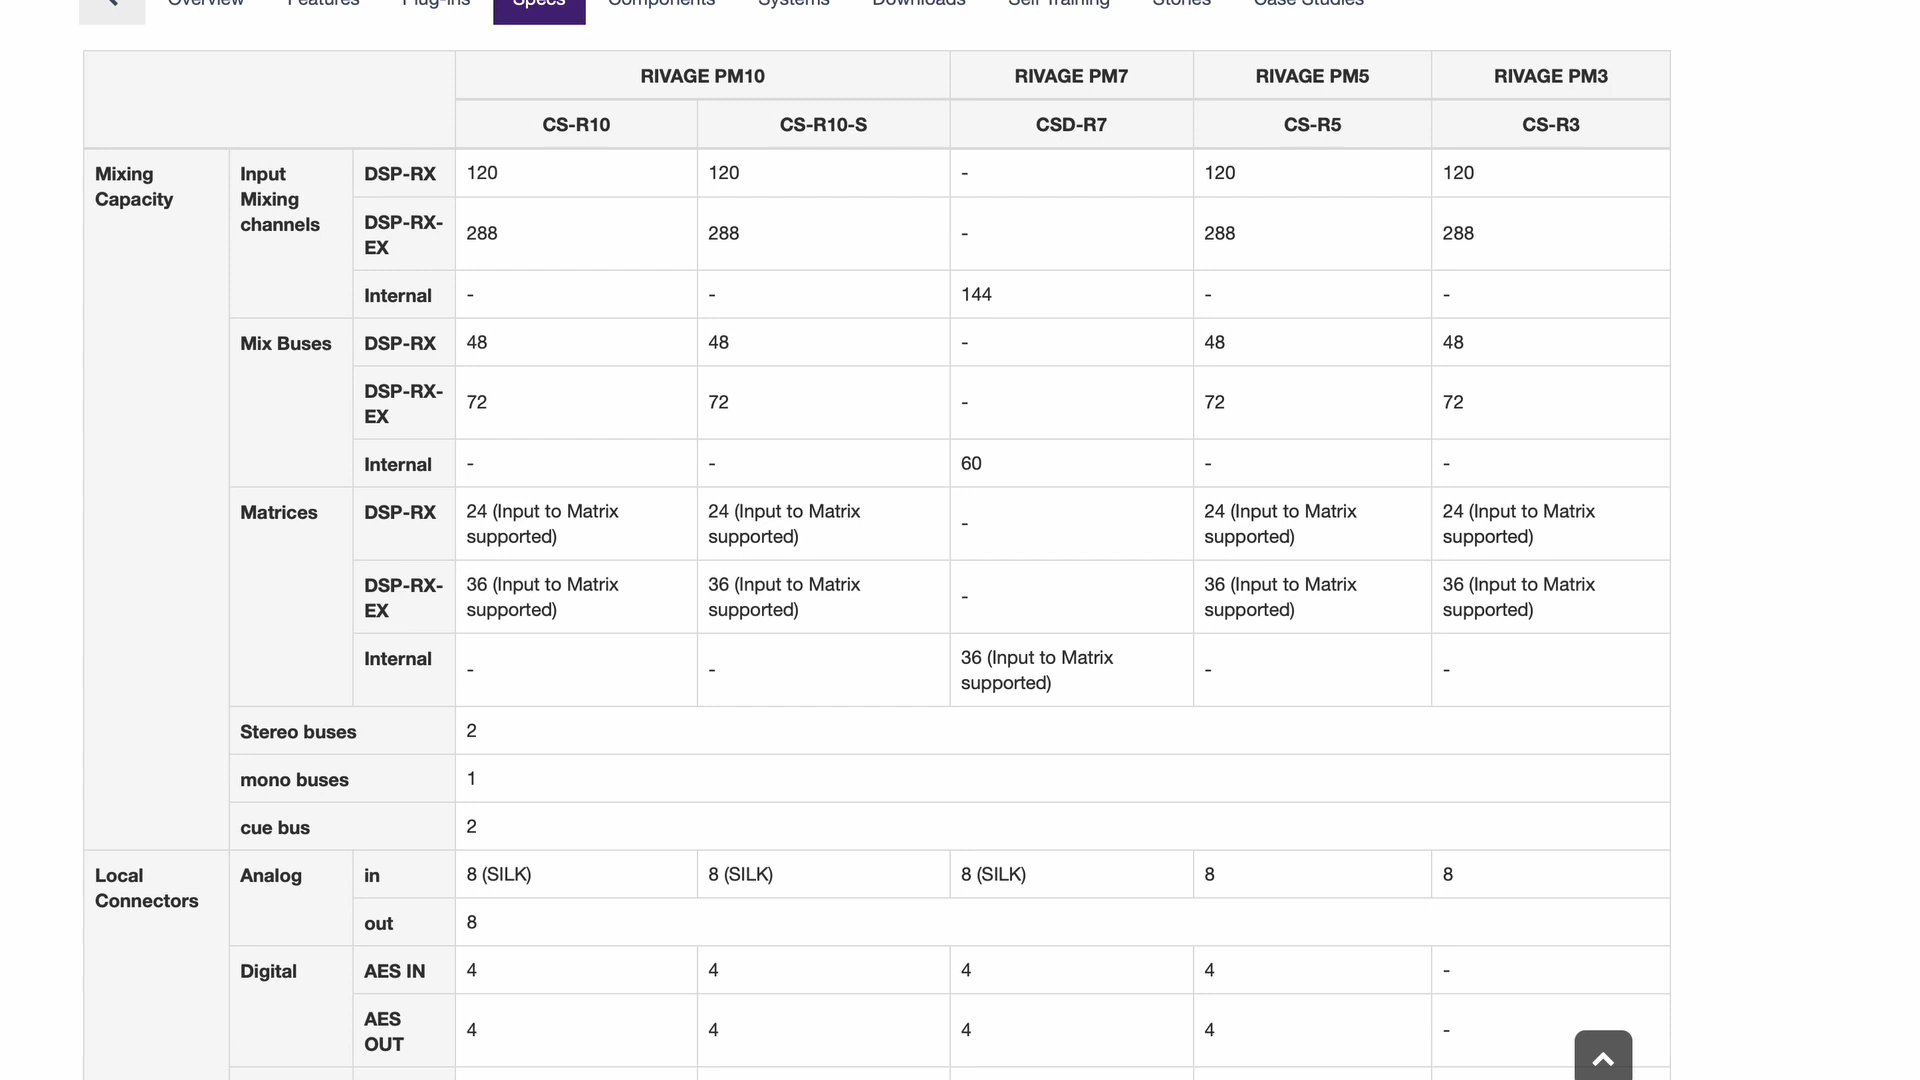 Overview Features Plug-ins Specs Components Systems Downloads Self Training Stories Case Studies
RIVAGE PM10 RIVAGE PM7 RIVAGE PM5 RIVAGE PM3
CS-R10 CS-R10-S CSD-R7 CS-R5 CS-R3
Mixing Capacity Input Mixing channels DSP-RX 120 120 - 120 120
DSP-RX-EX 288 288 - 288 288
Internal - - 144 - -
Mix Buses DSP-RX 48 48 - 48 48
DSP-RX-EX 72 72 - 72 72
Internal - - 60 - -
Matrices DSP-RX 24 (Input to Matrix supported) 24 (Input to Matrix supported) - 24 (Input to Matrix supported) 24 (Input to Matrix supported)
DSP-RX-EX 36 (Input to Matrix supported) 36 (Input to Matrix supported) - 36 (Input to Matrix supported) 36 (Input to Matrix supported)
Internal - - 36 (Input to Matrix supported) - -
Stereo buses 2
mono buses 1
cue bus 2
Local Connectors Analog in 8 (SILK) 8 (SILK) 8 (SILK) 8 8
out 8
Digital AES IN 4 4 4 4 -
AES OUT 4 4 4 4 -